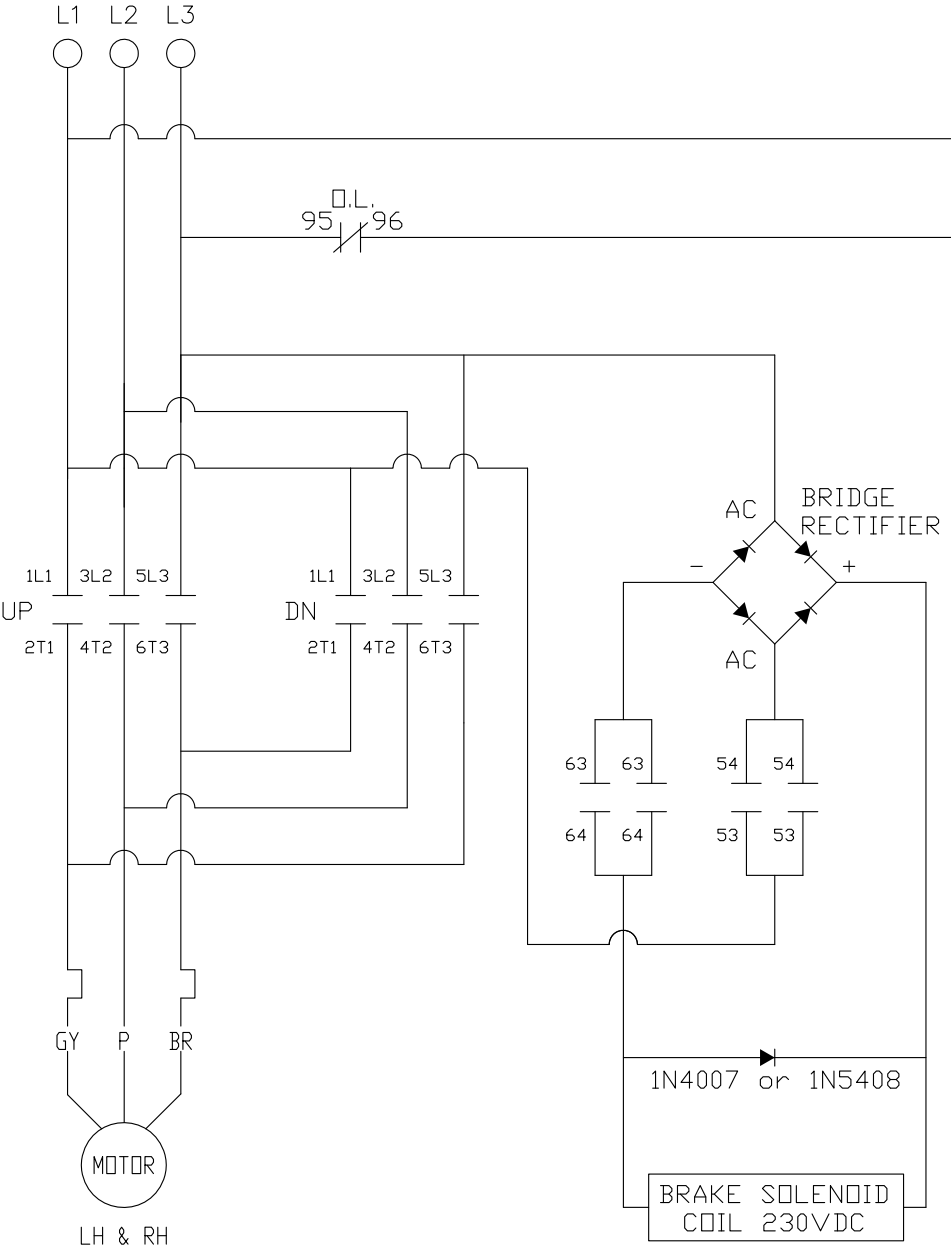 L1 L2 L3
O.L.
95 96
AC
BRIDGE
RECTIFIER
- +
1L1 3L2 5L3 1L1 3L2 5L3
UP DN
2T1 4T2 6T3 2T1 4T2 6T3
AC
63 63 54 54
64 64 53 53
GY P BR
1N4007 or 1N5408
MOTOR
BRAKE SOLENOID
COIL 230VDC
LH & RH